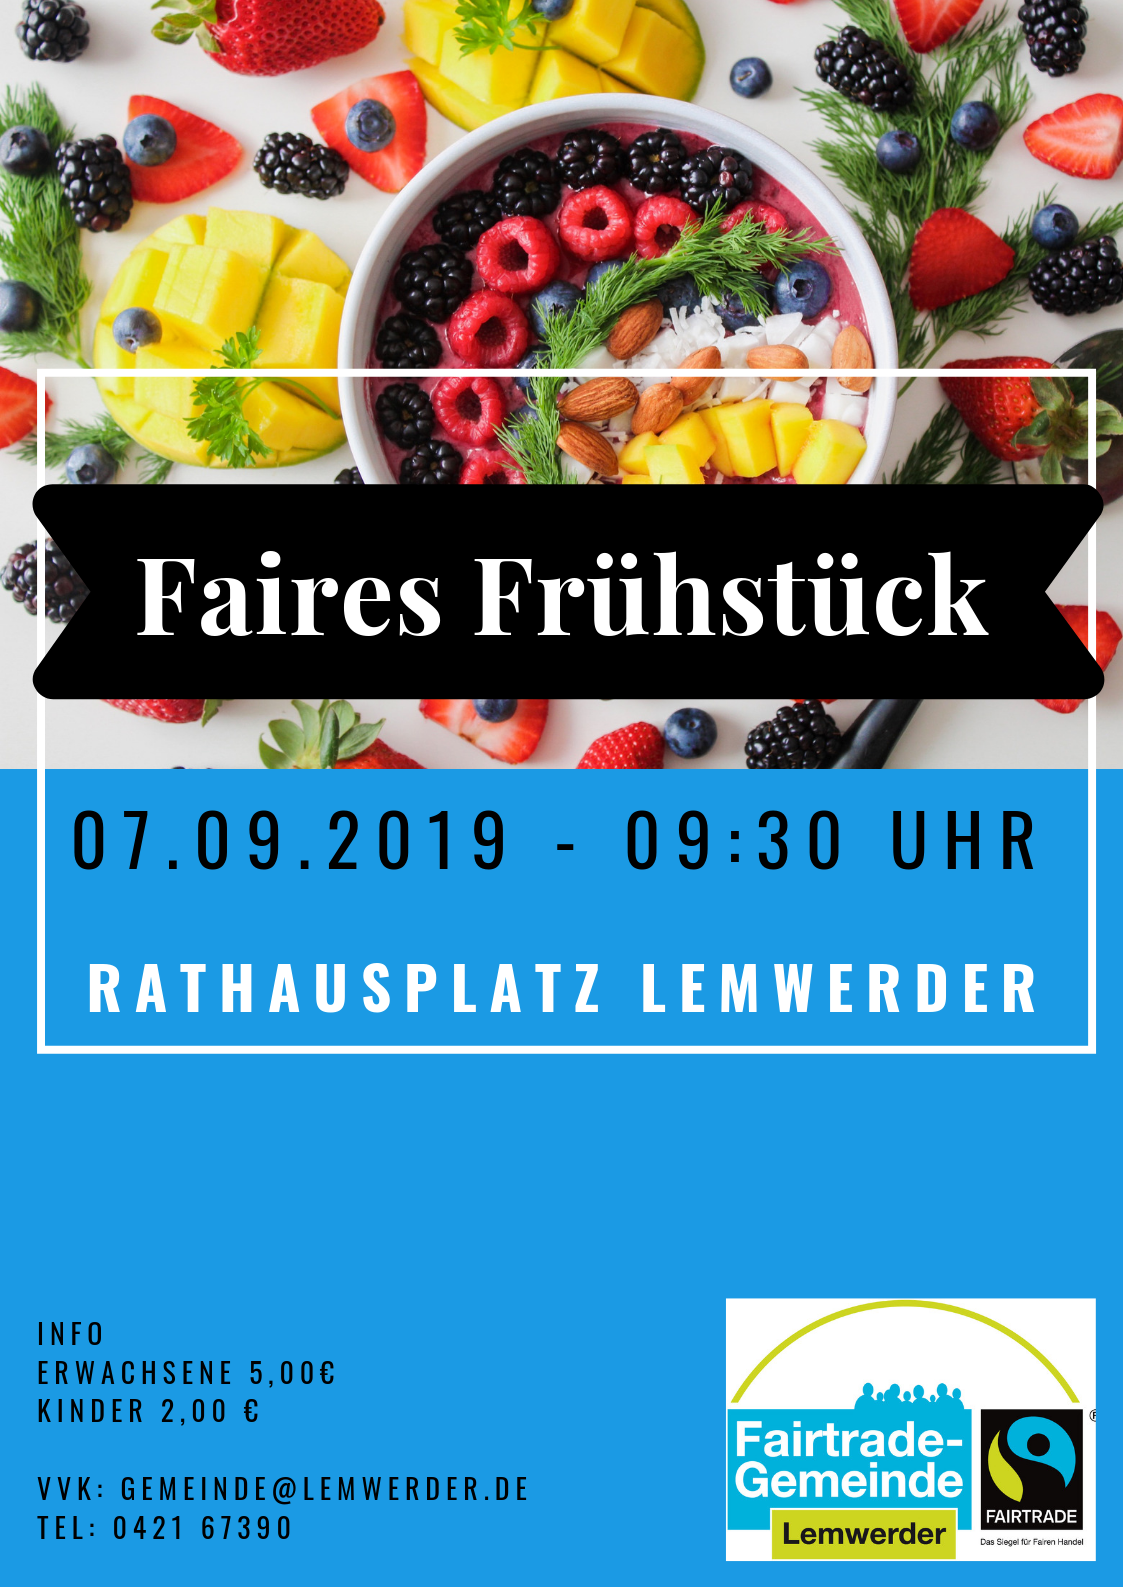 Faires Frühstück
07.09.2019 - 09:30 UHR
RATHAUSPLATZ LEMWERDER
INFO
ERWACHSENE 5,00€
KINDER 2,00 €
VVK: GEMEINDE@LEMWERDER.DE
TEL: 0421 67390
Fairtrade-
Gemeinde
Lemwerder
®
FAIRTRADE
Das Siegel für Fairen Handel